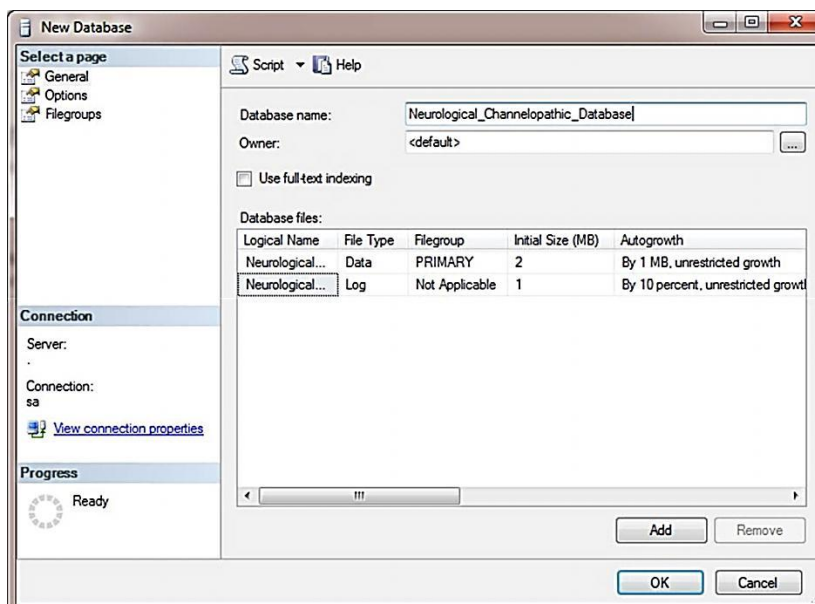 New Database
Select a page
General
Options
Filegroups
Script
Help
Database name:
Neurological_Channelopathic_Database
Owner:
<default>
...
Use full-text indexing
Database files:
Logical Name File Type Filegroup Initial Size (MB) Autogrowth
Neurological... Data PRIMARY 2 By 1 MB, unrestricted growth
Neurological... Log Not Applicable 1 By 10 percent, unrestricted growtl
Connection
Server:
.
Connection:
sa
View connection properties
Progress
Ready
Add
Remove
OK
Cancel